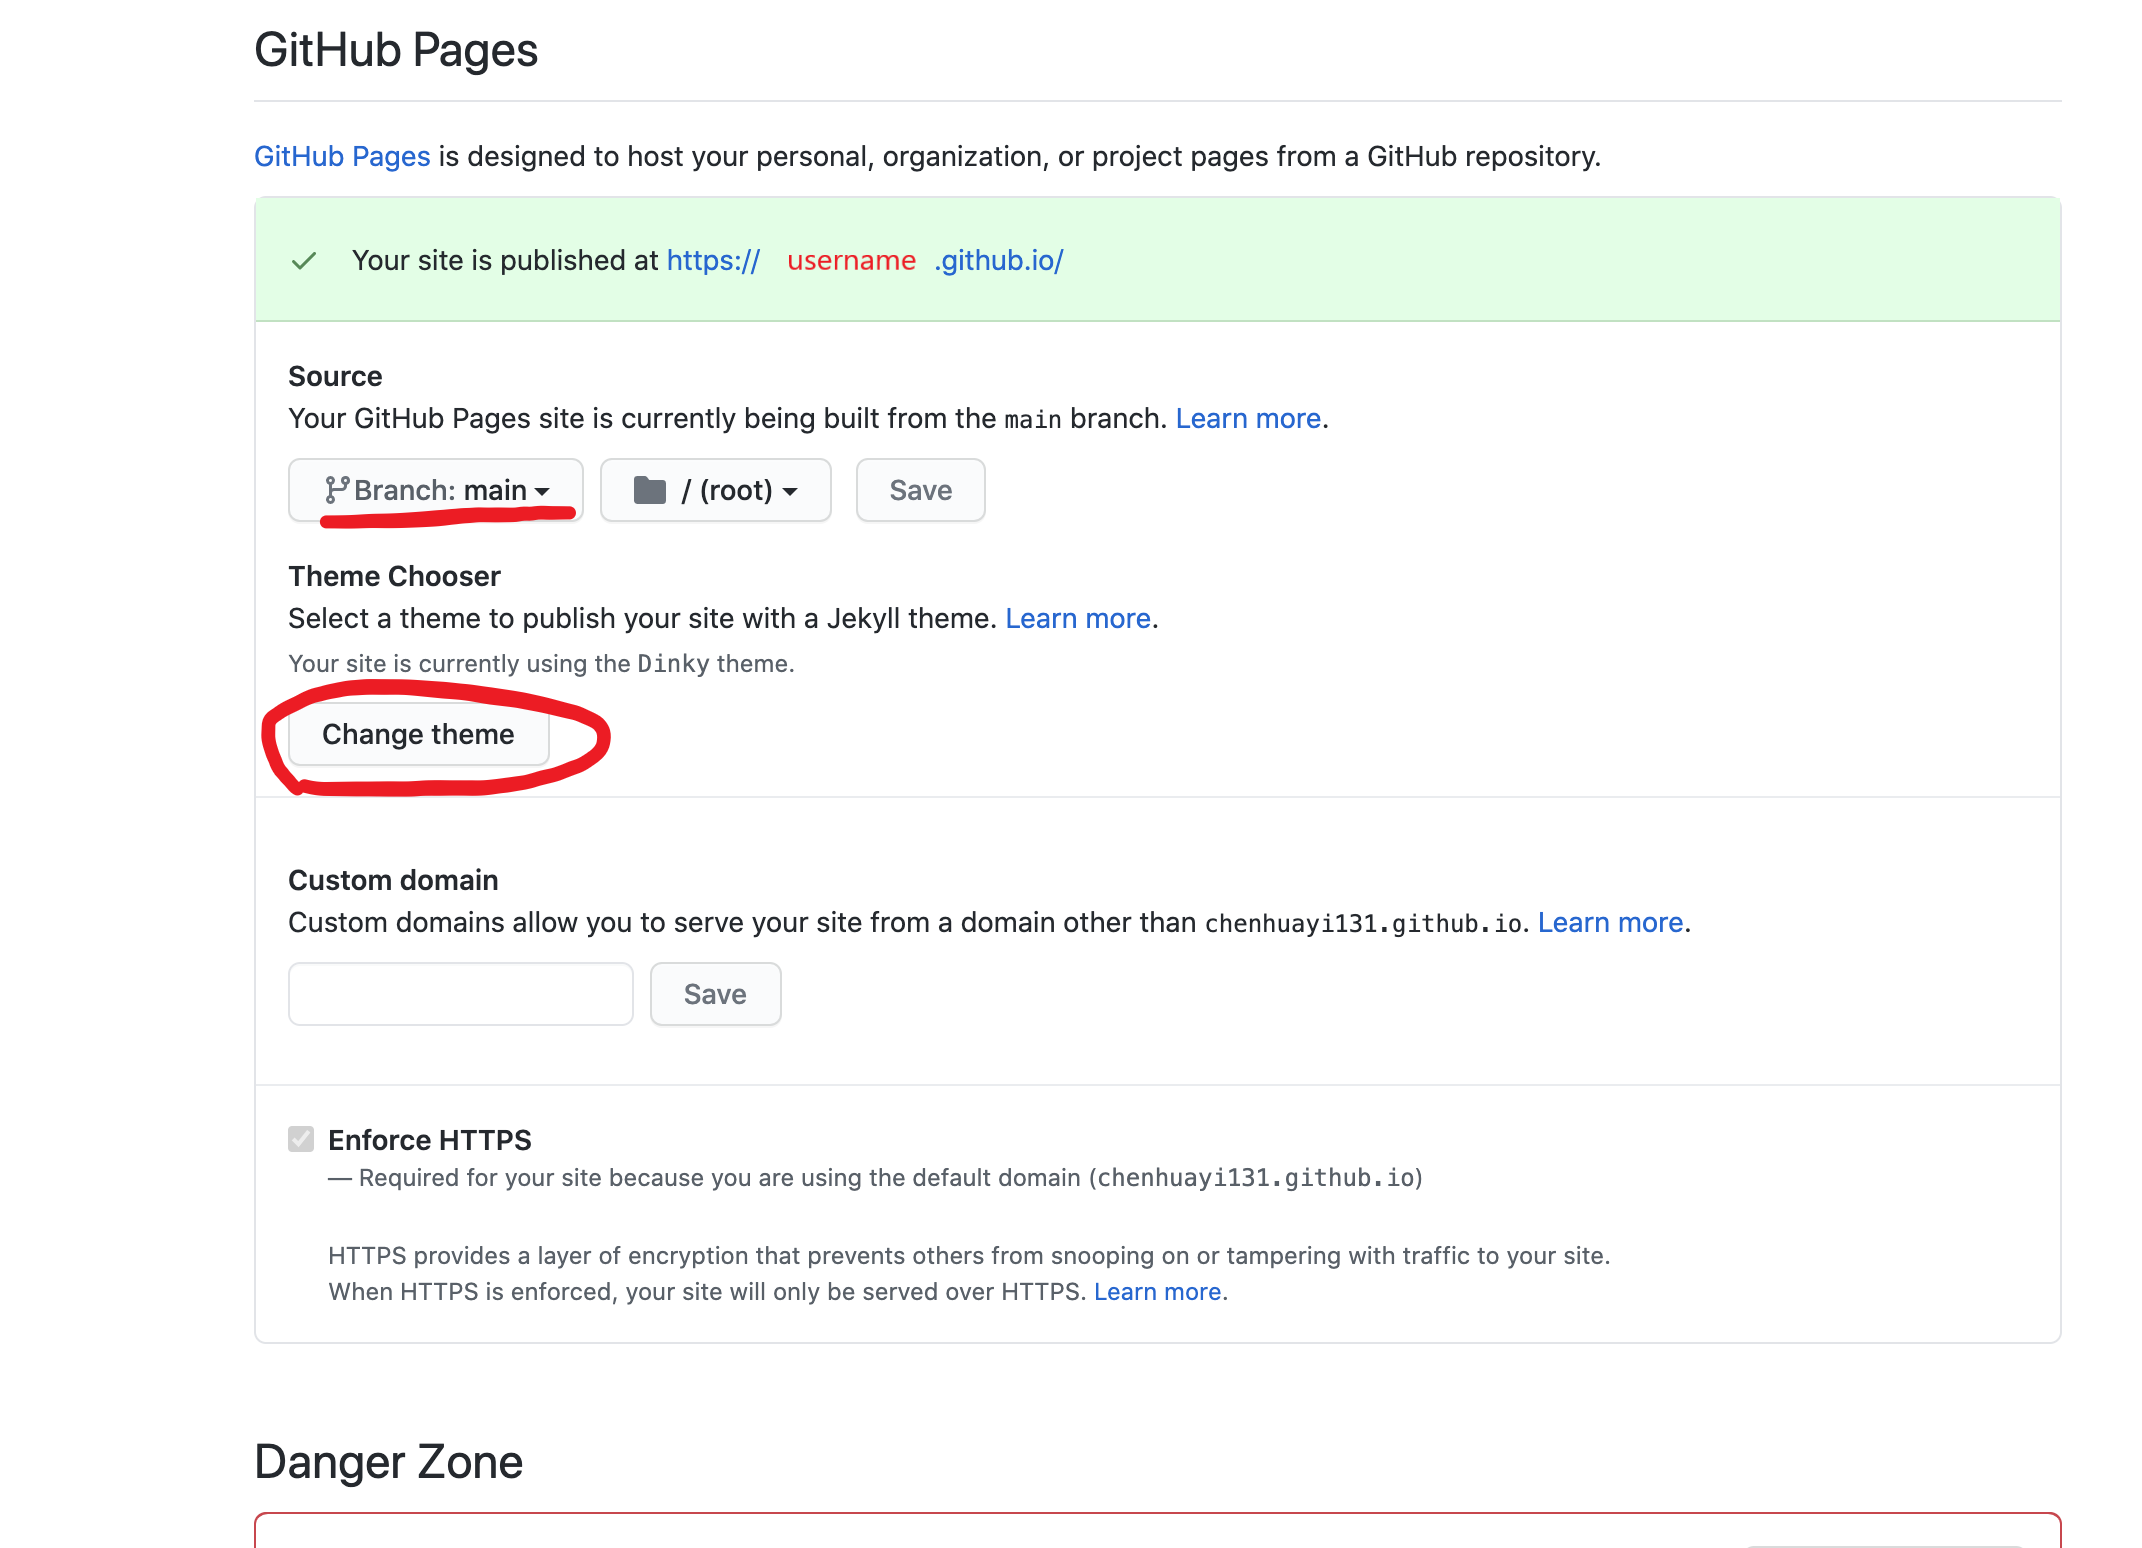 GitHub Pages
GitHub Pages is designed to host your personal, organization, or project pages from a GitHub repository.
Your site is published at https:// username .github.io/
Source
Your GitHub Pages site is currently being built from the main branch. Learn more.
Branch: main / (root) Save
Theme Chooser
Select a theme to publish your site with a Jekyll theme. Learn more.
Your site is currently using the Dinky theme.
Change theme
Custom domain
Custom domains allow you to serve your site from a domain other than chenhuayi131.github.io. Learn more.
Save
Enforce HTTPS
— Required for your site because you are using the default domain (chenhuayi131.github.io)
HTTPS provides a layer of encryption that prevents others from snooping on or tampering with traffic to your site.
When HTTPS is enforced, your site will only be served over HTTPS. Learn more.
Danger Zone